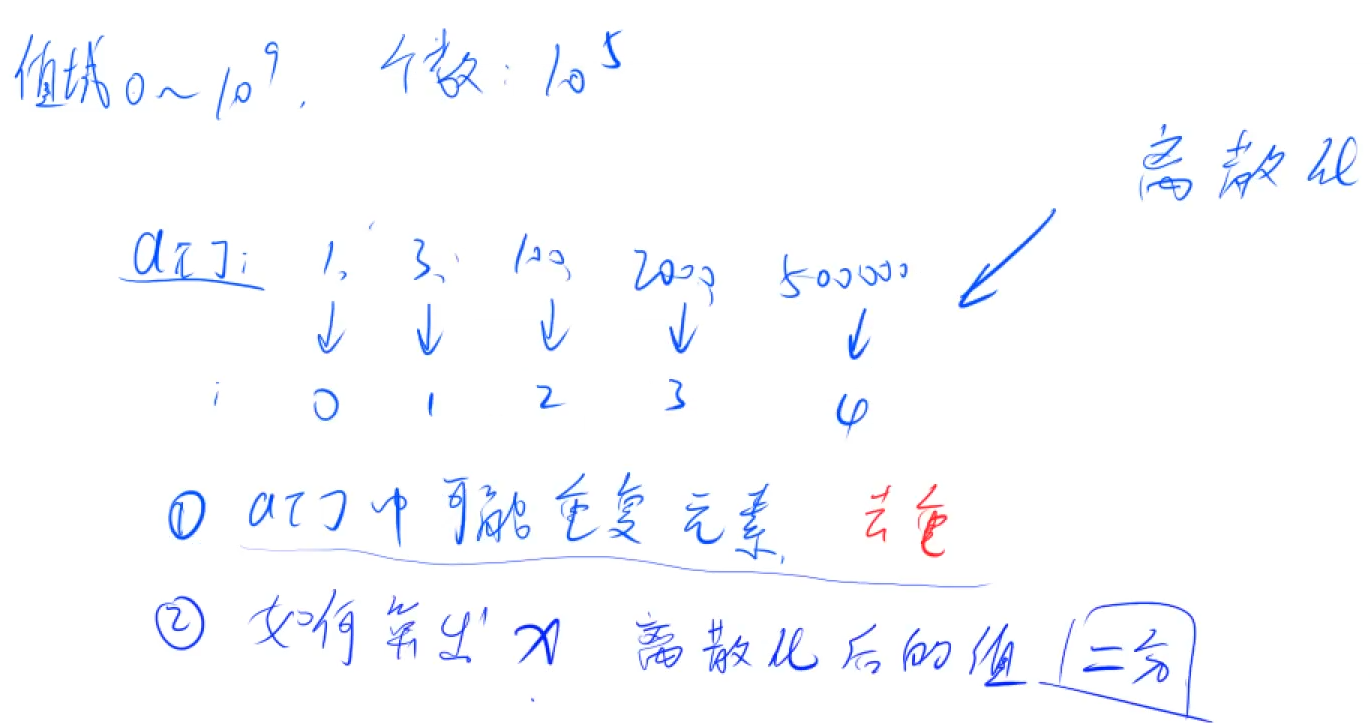 值域 0~10^9. 个数: 10^5
离散化
a[]: 1, 3, 100, 2000, 500000
0 1 2 3 4
① a[]中可能重复元素, 去重
② 如何算出 x 离散化后的值 二分